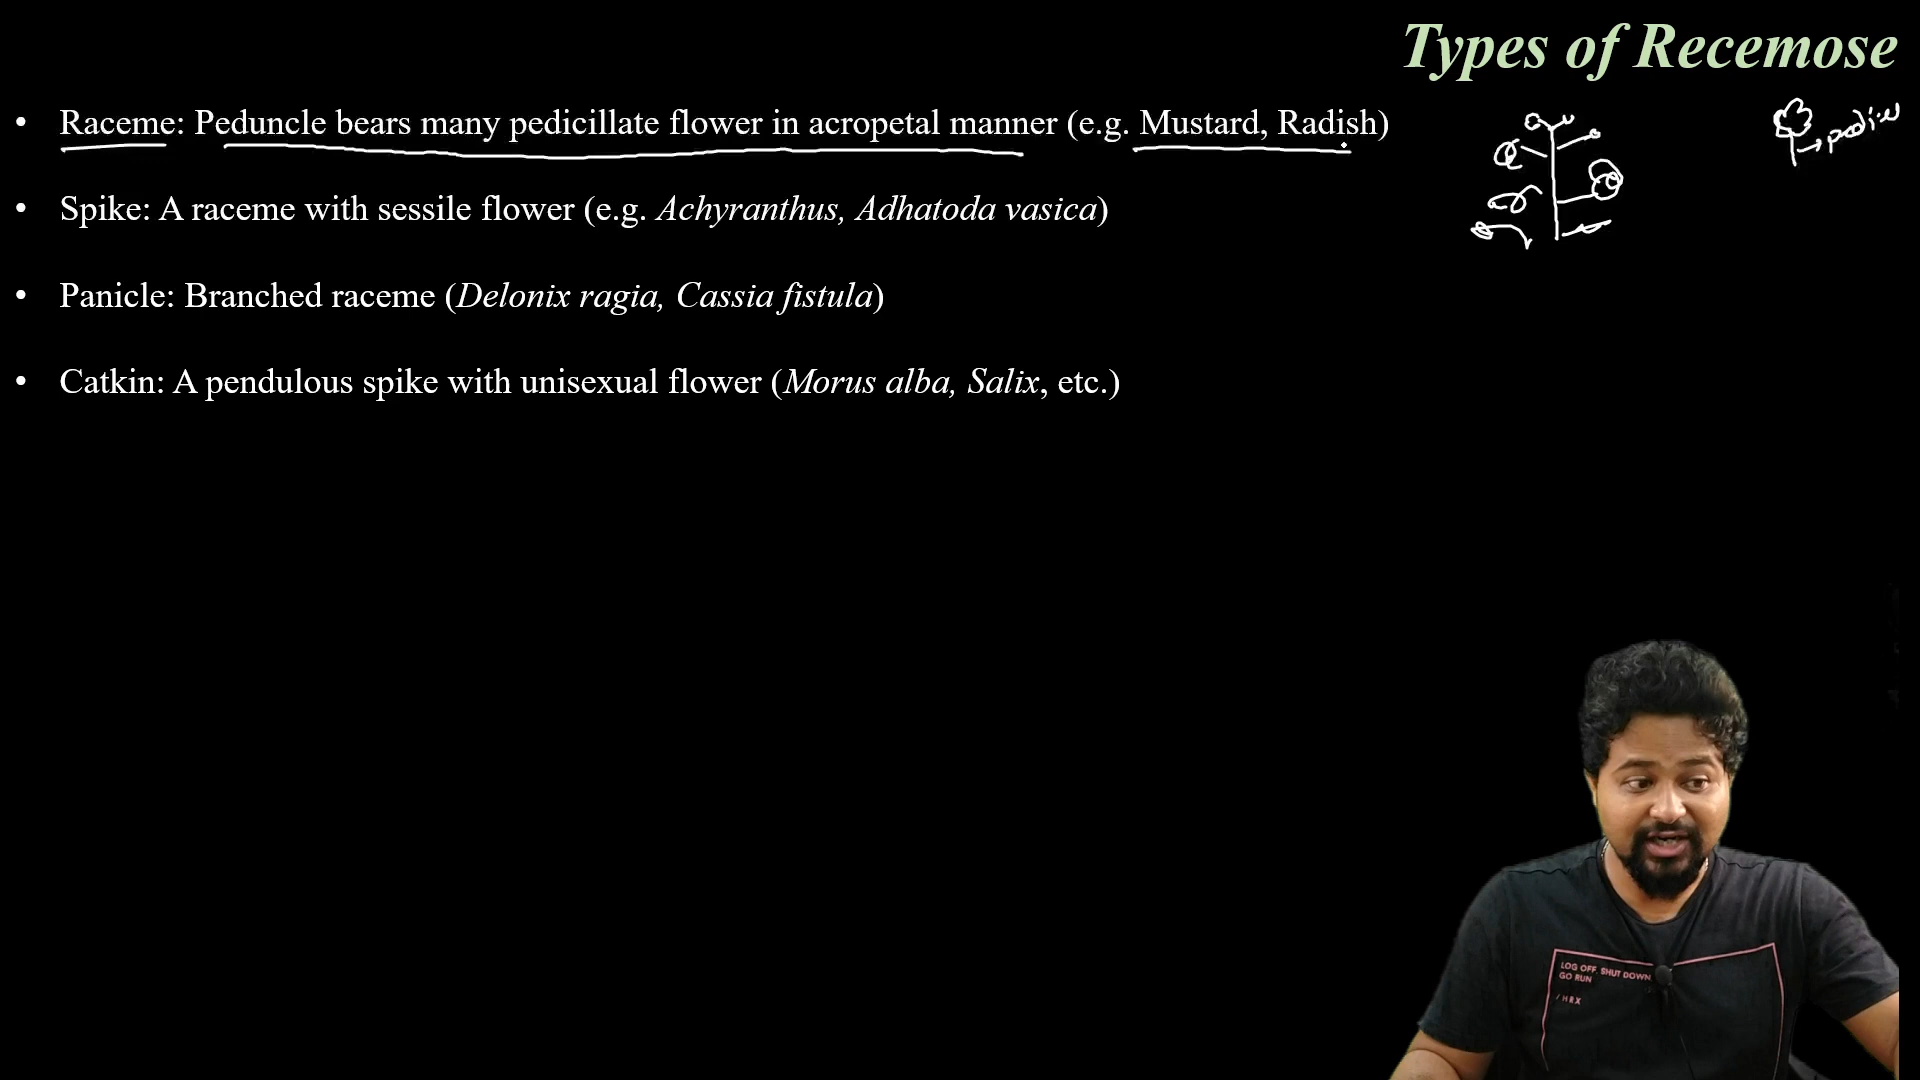 Types of Recemose
• Raceme: Peduncle bears many pedicillate flower in acropetal manner (e.g. Mustard, Radish)
• Spike: A raceme with sessile flower (e.g. Achyranthus, Adhatoda vasica)
• Panicle: Branched raceme (Delonix ragia, Cassia fistula)
• Catkin: A pendulous spike with unisexual flower (Morus alba, Salix, etc.)
LOG OFF. SHUT DOWN.
GO RUN
/HRX